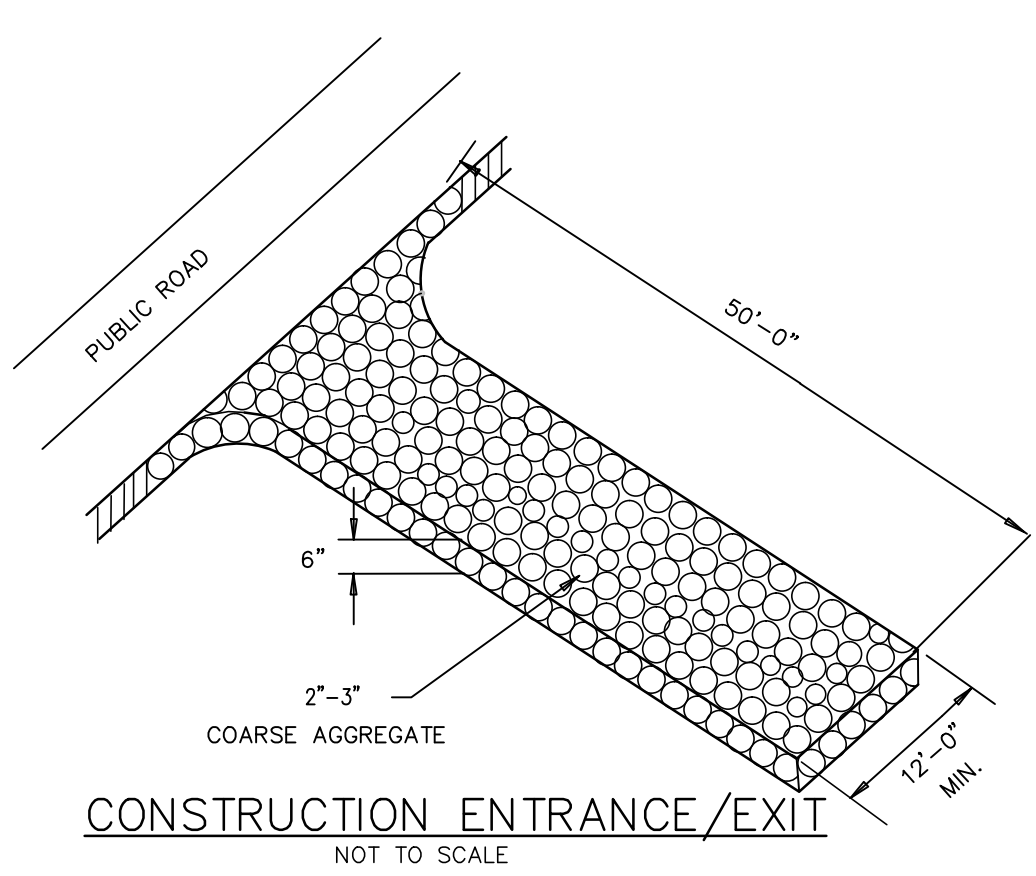 PUBLIC ROAD
50'-0"
6"
2"-3"
COARSE AGGREGATE
12'-0"
MIN.
CONSTRUCTION ENTRANCE/EXIT
NOT TO SCALE